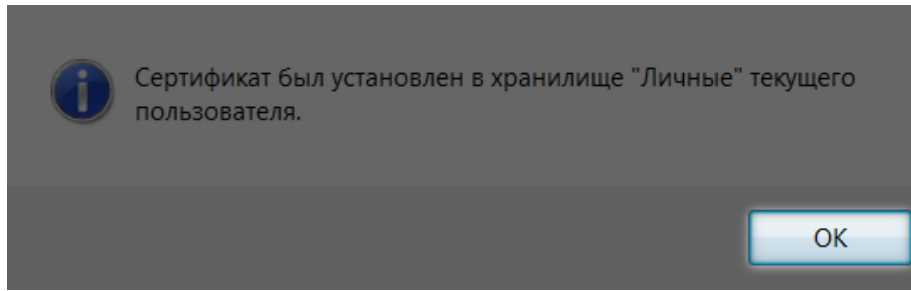 Сертификат был установлен в хранилище "Личные" текущего
пользователя.
OK